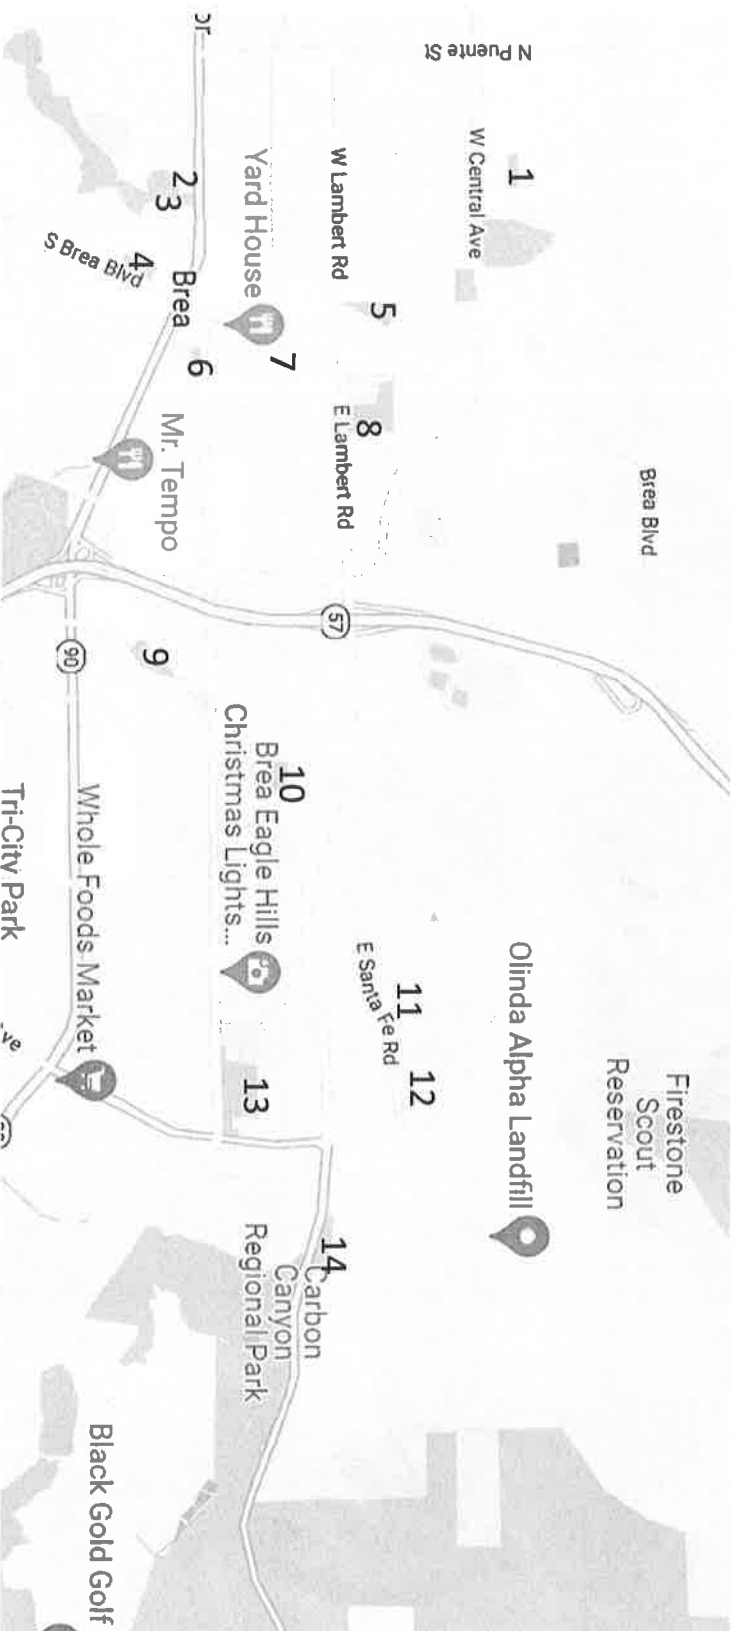 N Puente St
W Central Ave
1
Brea Blvd
Firestone
Scout
Reservation
Olinda Alpha Landfill
W Lambert Rd
5
8
E Lambert Rd
57
11
E Santa Fe Rd
12
Yard House
7
10
Brea Eagle Hills
Christmas Lights...
13
14
Carbon
Canyon
Regional Park
2
3
4
S Brea Blvd
Brea
6
Mr. Tempo
9
90
Whole Foods Market
Tri-City Park
Black Gold Golf